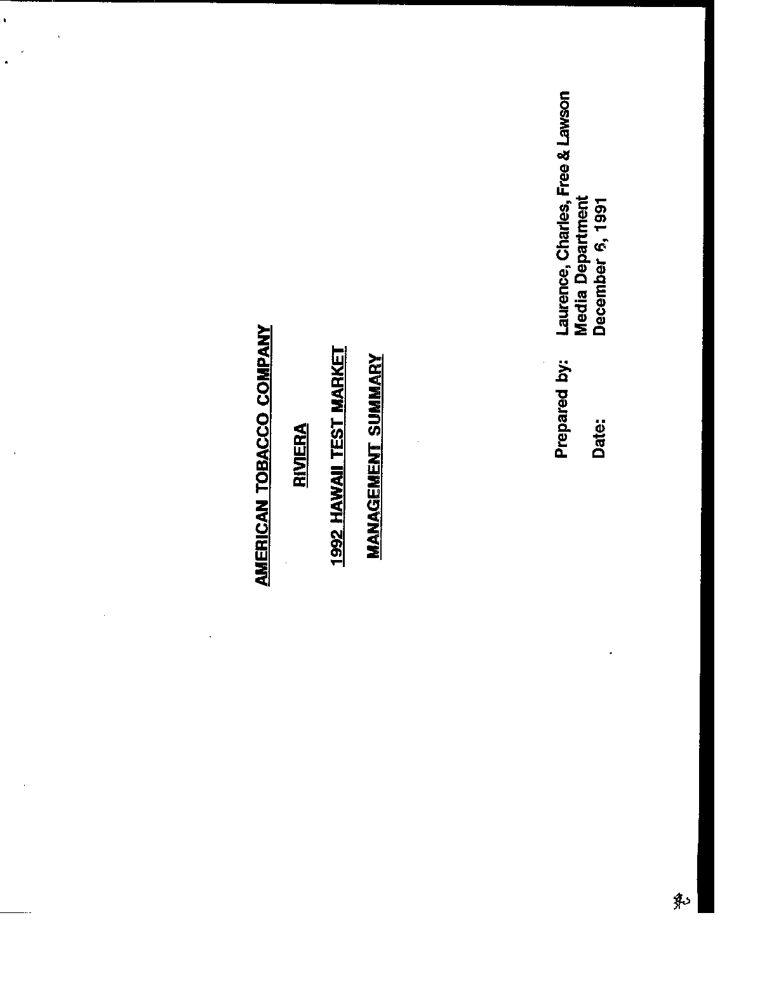 AMERICAN TOBACCO COMPANY
RIVIERA
1992 HAWAII TEST MARKET
MANAGEMENT SUMMARY
Prepared by: Laurence, Charles, Free & Lawson
Media Department
Date: December 6, 1991